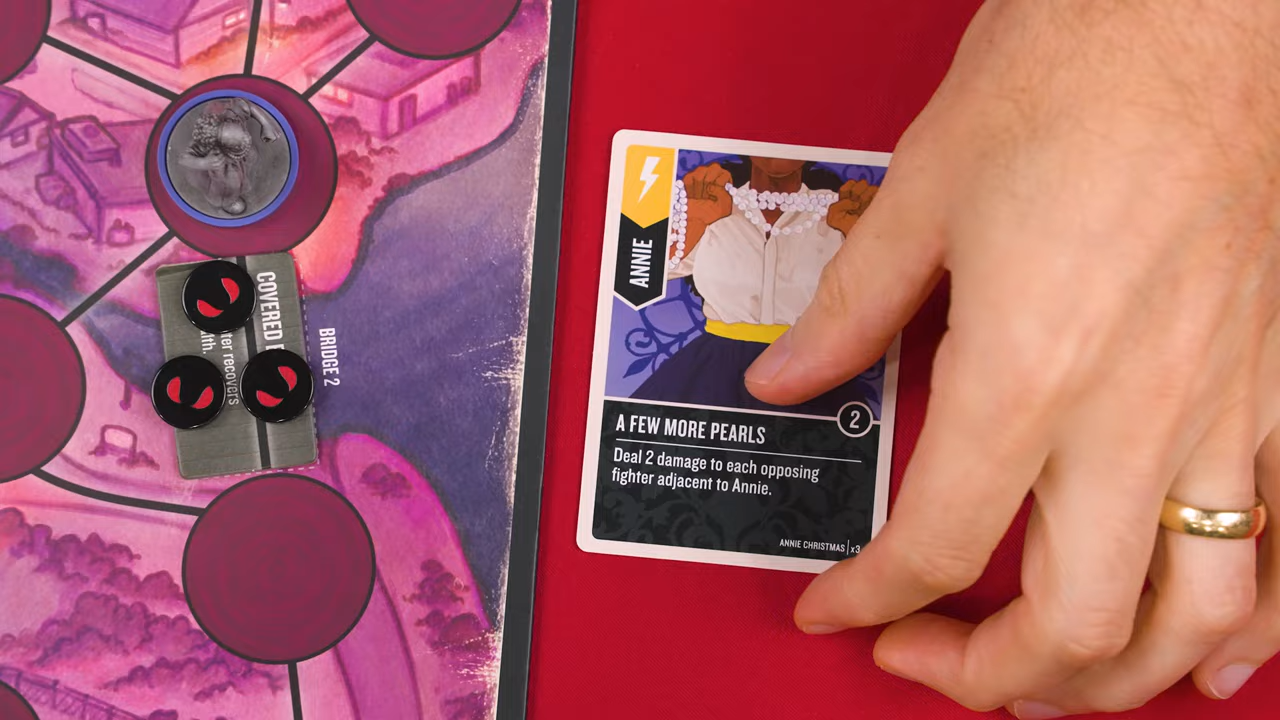 COVERED
recovers
BRIDGE 2
ANNIE
2
A FEW MORE PEARLS
Deal 2 damage to each opposing
fighter adjacent to Annie.
ANNIE CHRISTMAS x3